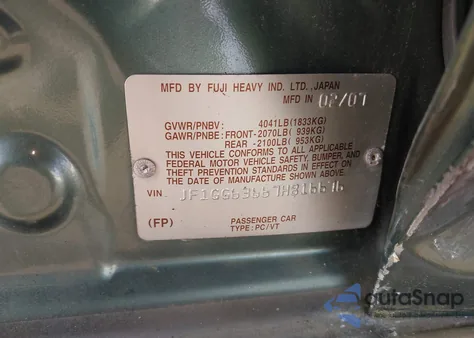 MFD BY FUJI HEAVY IND. LTD., JAPAN
MFD IN 02/07
GVWR/PNBV: 4041LB(1833KG)
GAWR/PNBE: FRONT-2070LB( 939KG)
REAR -2100LB( 953KG)
THIS VEHICLE CONFORMS TO ALL APPLICABLE
FEDERAL MOTOR VEHICLE SAFETY, BUMPER, AND
THEFT PREVENTION STANDARDS IN EFFECT ON
THE DATE OF MANUFACTURE SHOWN ABOVE.
VIN
(FP) PASSENGER CAR
TYPE: PC/VT
autaSnap